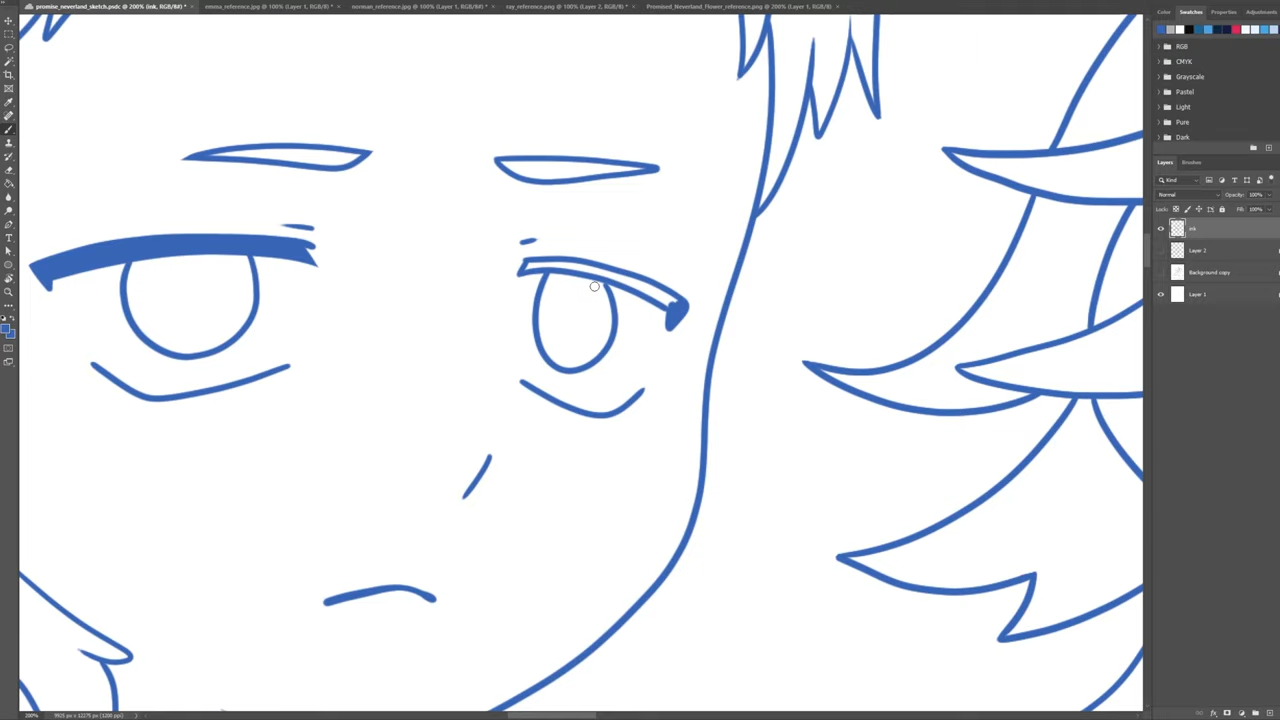 promise_neverland_sketch.psdc @ 200% (ink, RGB/8#) * ×
emma_reference.jpg @ 100% (Layer 1, RGB/8#) * ×
norman_reference.jpg @ 100% (Layer 1, RGB/8#) * ×
ray_reference.png @ 100% (Layer 2, RGB/8) * ×
Promised_Neverland_Flower_reference.png @ 200% (Layer 1, RGB/8) ×
Color Swatches Properties Adjustments
RGB
CMYK
Grayscale
Pastel
Light
Pure
Dark
Layers Brushes
Kind
Normal Opacity: 100%
Lock: Fill: 100%
ink
Layer 2
Background copy
Layer 1
200%